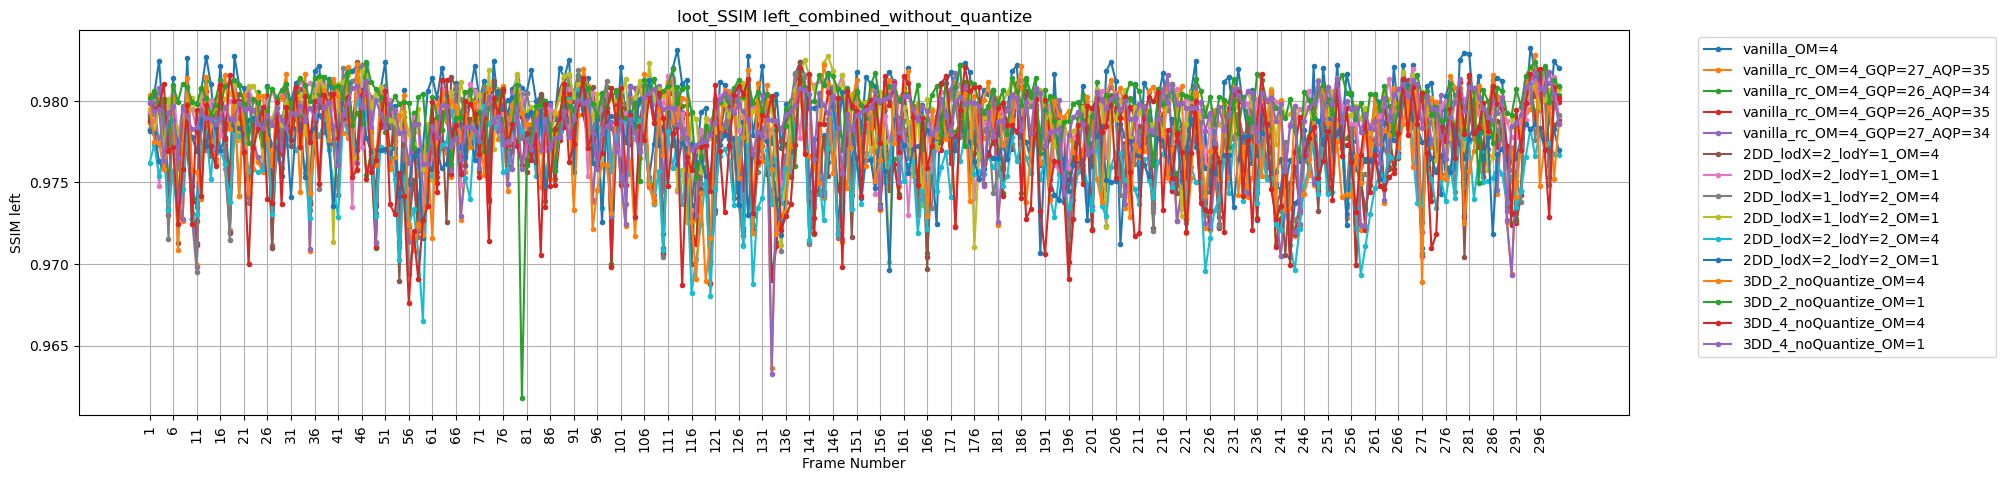 loot_SSIM left_combined_without_quantize
SSIM left
0.980
0.975
0.970
0.965
1 6 11 16 21 26 31 36 41 46 51 56 61 66 71 76 81 86 91 96 101 106 111 116 121 126 131 136 141 146 151 156 161 166 171 176 181 186 191 196 201 206 211 216 221 226 231 236 241 246 251 256 261 266 271 276 281 286 291 296
Frame Number
vanilla_OM=4
vanilla_rc_OM=4_GQP=27_AQP=35
vanilla_rc_OM=4_GQP=26_AQP=34
vanilla_rc_OM=4_GQP=26_AQP=35
vanilla_rc_OM=4_GQP=27_AQP=34
2DD_lodX=2_lodY=1_OM=4
2DD_lodX=2_lodY=1_OM=1
2DD_lodX=1_lodY=2_OM=4
2DD_lodX=1_lodY=2_OM=1
2DD_lodX=2_lodY=2_OM=4
2DD_lodX=2_lodY=2_OM=1
3DD_2_noQuantize_OM=4
3DD_2_noQuantize_OM=1
3DD_4_noQuantize_OM=4
3DD_4_noQuantize_OM=1